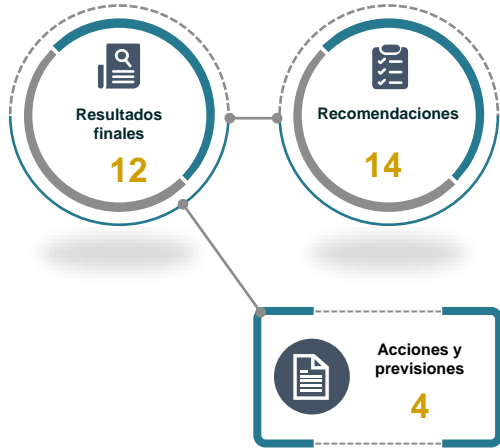 Resultados
finales
12
Recomendaciones
14
Acciones y
previsiones
4